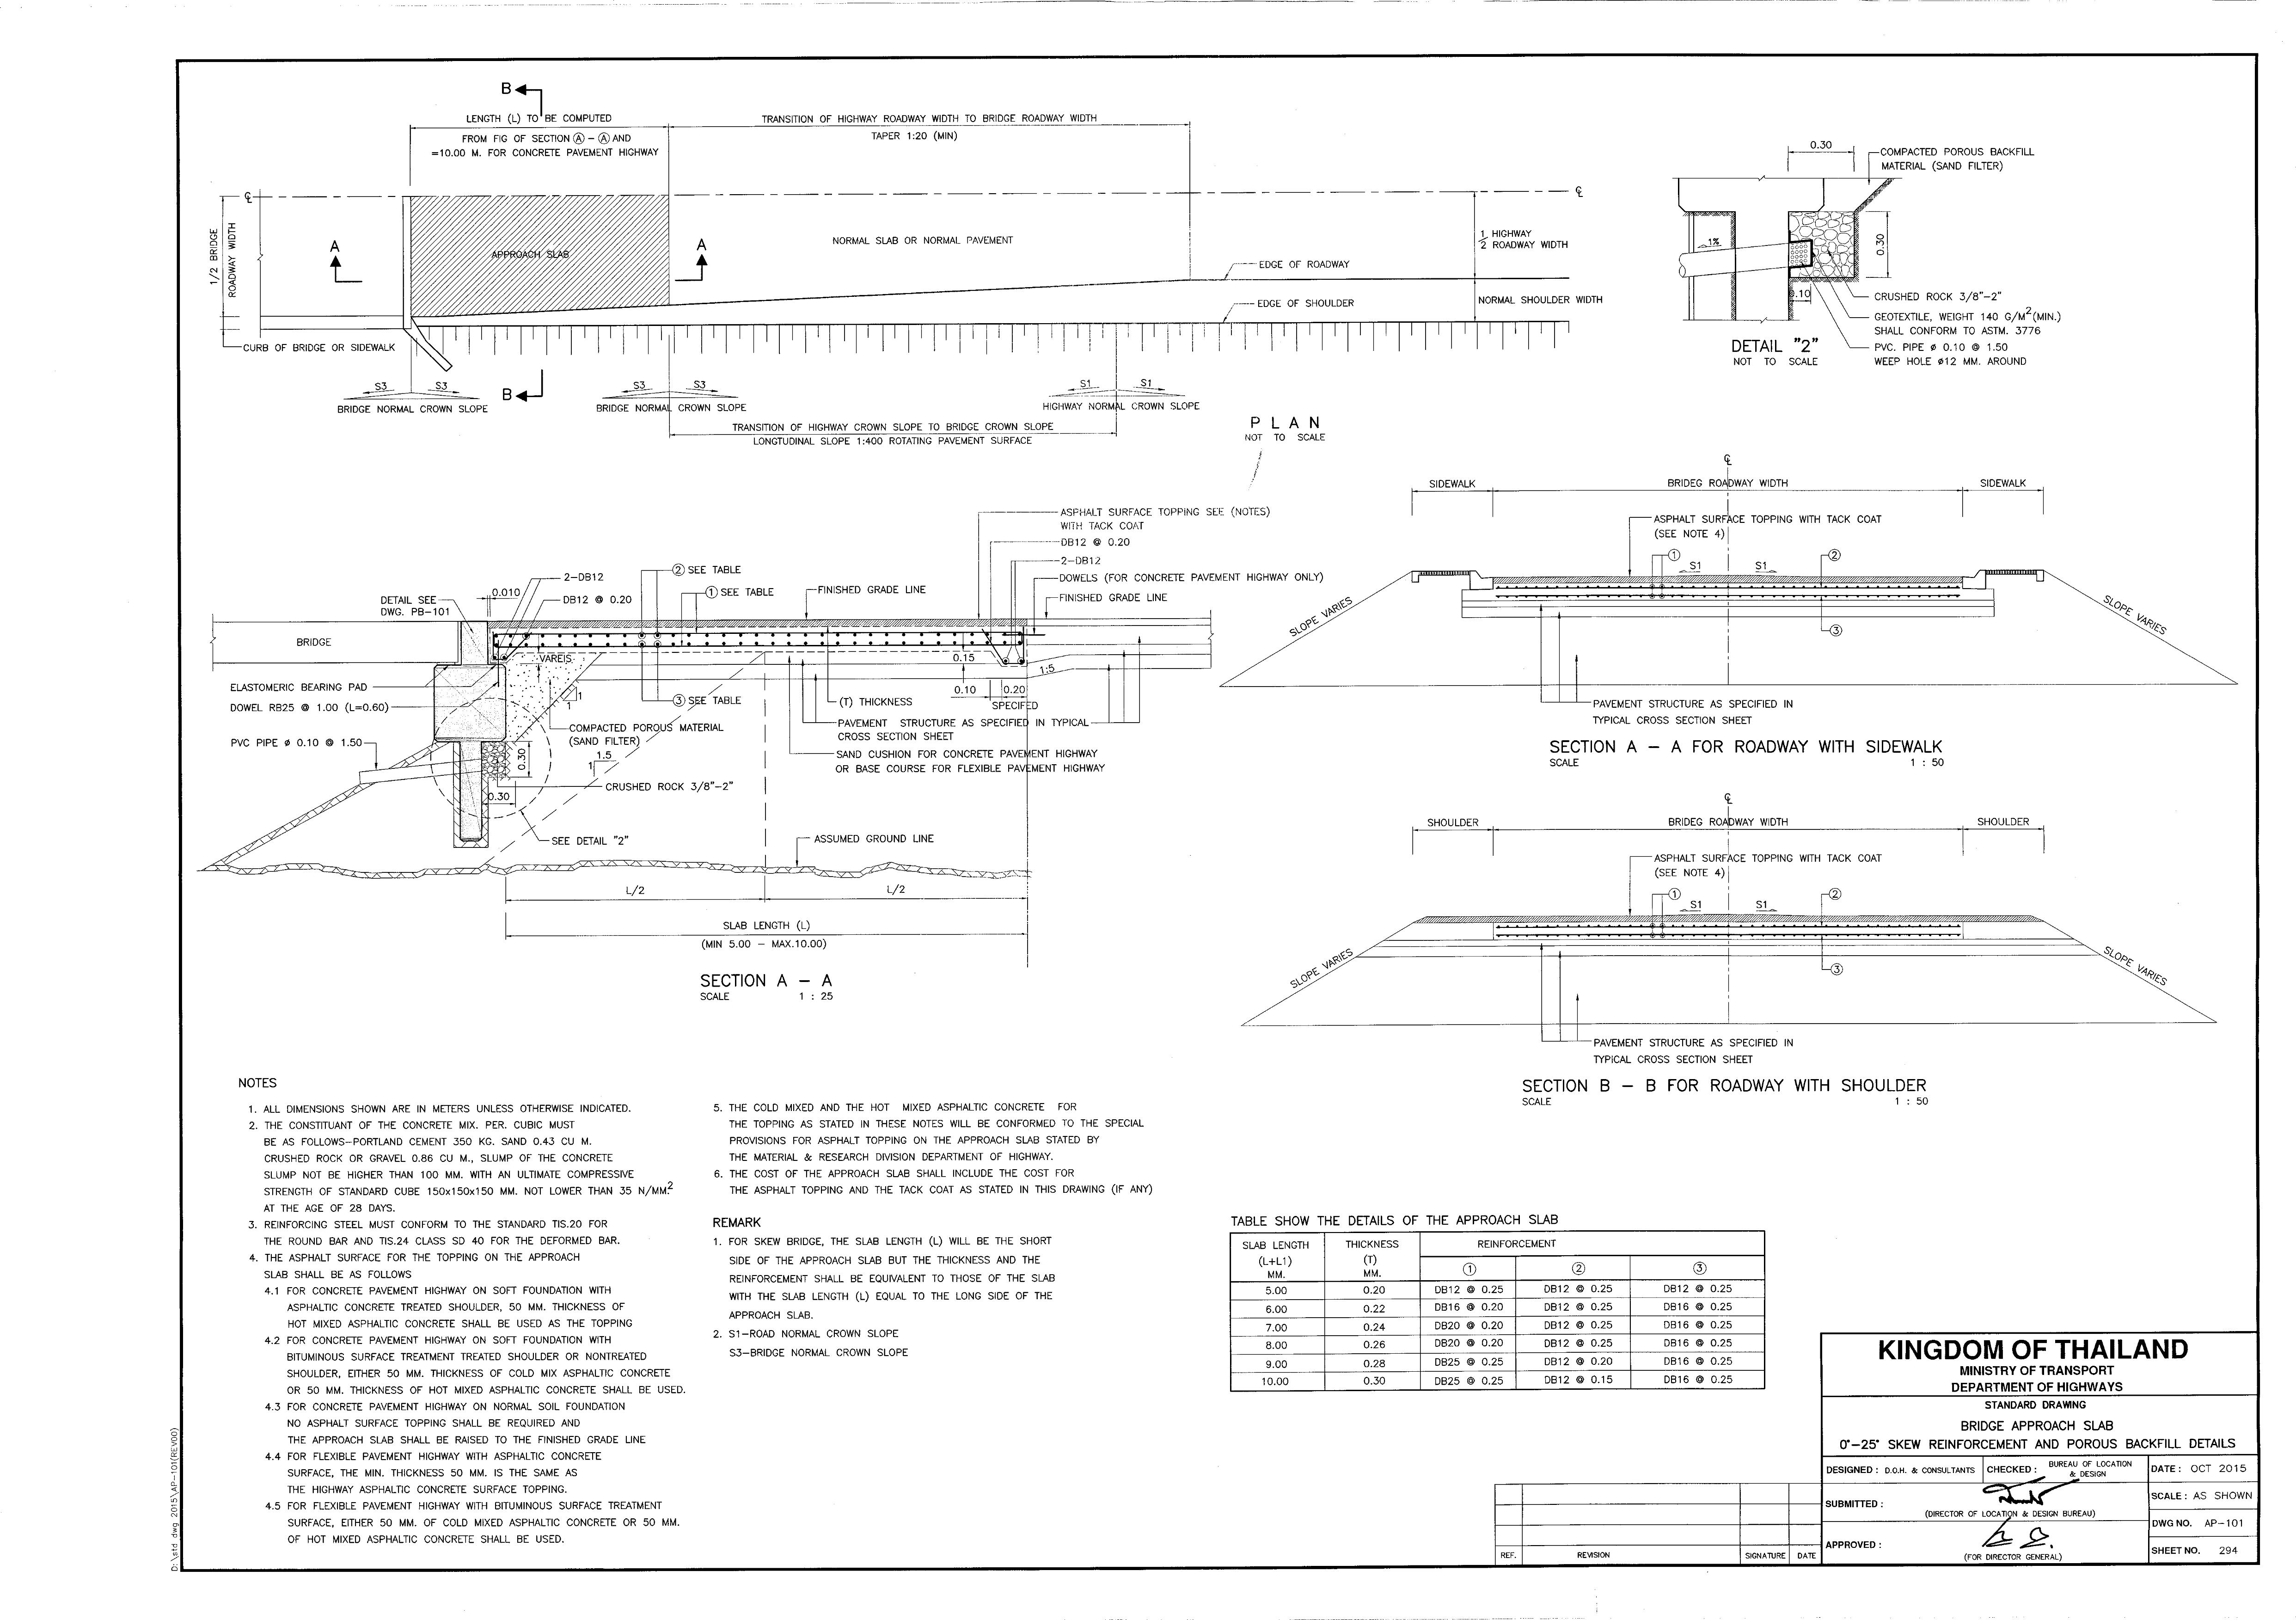 B
LENGTH (L) TO BE COMPUTED
FROM FIG OF SECTION A - A AND
=10.00 M. FOR CONCRETE PAVEMENT HIGHWAY
TRANSITION OF HIGHWAY ROADWAY WIDTH TO BRIDGE ROADWAY WIDTH
TAPER 1:20 (MIN)
℄
℄
1/2 BRIDGE
ROADWAY WIDTH
A
A
APPROACH SLAB
NORMAL SLAB OR NORMAL PAVEMENT
1/2 HIGHWAY
ROADWAY WIDTH
EDGE OF ROADWAY
EDGE OF SHOULDER
NORMAL SHOULDER WIDTH
CURB OF BRIDGE OR SIDEWALK
S3 S3
BRIDGE NORMAL CROWN SLOPE
B
S3 S3
BRIDGE NORMAL CROWN SLOPE
S1 S1
HIGHWAY NORMAL CROWN SLOPE
TRANSITION OF HIGHWAY CROWN SLOPE TO BRIDGE CROWN SLOPE
LONGTUDINAL SLOPE 1:400 ROTATING PAVEMENT SURFACE
PLAN
NOT TO SCALE
0.30
COMPACTED POROUS BACKFILL
MATERIAL (SAND FILTER)
1%
0.30
0.10
CRUSHED ROCK 3/8"-2"
GEOTEXTILE, WEIGHT 140 G/M2(MIN.)
SHALL CONFORM TO ASTM. 3776
PVC. PIPE ø 0.10 @ 1.50
WEEP HOLE ø12 MM. AROUND
DETAIL "2"
NOT TO SCALE
ASPHALT SURFACE TOPPING SEE (NOTES)
WITH TACK COAT
DB12 @ 0.20
2-DB12
DOWELS (FOR CONCRETE PAVEMENT HIGHWAY ONLY)
FINISHED GRADE LINE
2-DB12
DB12 @ 0.20
0.010
DETAIL SEE
DWG. PB-101
② SEE TABLE
① SEE TABLE
FINISHED GRADE LINE
BRIDGE
VAREIS
0.15
1:5
ELASTOMERIC BEARING PAD
DOWEL RB25 @ 1.00 (L=0.60)
PVC PIPE ø 0.10 @ 1.50
1
1
③ SEE TABLE
0.10
0.20
SPECIFED
(T) THICKNESS
COMPACTED POROUS MATERIAL
(SAND FILTER)
PAVEMENT STRUCTURE AS SPECIFIED IN TYPICAL
CROSS SECTION SHEET
SAND CUSHION FOR CONCRETE PAVEMENT HIGHWAY
OR BASE COURSE FOR FLEXIBLE PAVEMENT HIGHWAY
0.30
1.5
1
CRUSHED ROCK 3/8"-2"
0.30
SEE DETAIL "2"
ASSUMED GROUND LINE
L/2
L/2
SLAB LENGTH (L)
(MIN 5.00 - MAX.10.00)
SECTION A - A
SCALE 1 : 25
℄
SIDEWALK
BRIDEG ROADWAY WIDTH
SIDEWALK
ASPHALT SURFACE TOPPING WITH TACK COAT
(SEE NOTE 4)
①
②
S1 S1
SLOPE VARIES
SLOPE VARIES
③
PAVEMENT STRUCTURE AS SPECIFIED IN
TYPICAL CROSS SECTION SHEET
SECTION A - A FOR ROADWAY WITH SIDEWALK
SCALE 1 : 50
℄
SHOULDER
BRIDEG ROADWAY WIDTH
SHOULDER
ASPHALT SURFACE TOPPING WITH TACK COAT
(SEE NOTE 4)
①
②
S1 S1
SLOPE VARIES
SLOPE VARIES
③
PAVEMENT STRUCTURE AS SPECIFIED IN
TYPICAL CROSS SECTION SHEET
SECTION B - B FOR ROADWAY WITH SHOULDER
SCALE 1 : 50
NOTES
1. ALL DIMENSIONS SHOWN ARE IN METERS UNLESS OTHERWISE INDICATED.
2. THE CONSTITUANT OF THE CONCRETE MIX. PER. CUBIC MUST
BE AS FOLLOWS-PORTLAND CEMENT 350 KG. SAND 0.43 CU M.
CRUSHED ROCK OR GRAVEL 0.86 CU M., SLUMP OF THE CONCRETE
SLUMP NOT BE HIGHER THAN 100 MM. WITH AN ULTIMATE COMPRESSIVE
STRENGTH OF STANDARD CUBE 150x150x150 MM. NOT LOWER THAN 35 N/MM.2
AT THE AGE OF 28 DAYS.
3. REINFORCING STEEL MUST CONFORM TO THE STANDARD TIS.20 FOR
THE ROUND BAR AND TIS.24 CLASS SD 40 FOR THE DEFORMED BAR.
4. THE ASPHALT SURFACE FOR THE TOPPING ON THE APPROACH
SLAB SHALL BE AS FOLLOWS
4.1 FOR CONCRETE PAVEMENT HIGHWAY ON SOFT FOUNDATION WITH
ASPHALTIC CONCRETE TREATED SHOULDER, 50 MM. THICKNESS OF
HOT MIXED ASPHALTIC CONCRETE SHALL BE USED AS THE TOPPING
4.2 FOR CONCRETE PAVEMENT HIGHWAY ON SOFT FOUNDATION WITH
BITUMINOUS SURFACE TREATMENT TREATED SHOULDER OR NONTREATED
SHOULDER, EITHER 50 MM. THICKNESS OF COLD MIX ASPHALTIC CONCRETE
OR 50 MM. THICKNESS OF HOT MIXED ASPHALTIC CONCRETE SHALL BE USED.
4.3 FOR CONCRETE PAVEMENT HIGHWAY ON NORMAL SOIL FOUNDATION
NO ASPHALT SURFACE TOPPING SHALL BE REQUIRED AND
THE APPROACH SLAB SHALL BE RAISED TO THE FINISHED GRADE LINE
4.4 FOR FLEXIBLE PAVEMENT HIGHWAY WITH ASPHALTIC CONCRETE
SURFACE, THE MIN. THICKNESS 50 MM. IS THE SAME AS
THE HIGHWAY ASPHALTIC CONCRETE SURFACE TOPPING.
4.5 FOR FLEXIBLE PAVEMENT HIGHWAY WITH BITUMINOUS SURFACE TREATMENT
SURFACE, EITHER 50 MM. OF COLD MIXED ASPHALTIC CONCRETE OR 50 MM.
OF HOT MIXED ASPHALTIC CONCRETE SHALL BE USED.
5. THE COLD MIXED AND THE HOT MIXED ASPHALTIC CONCRETE FOR
THE TOPPING AS STATED IN THESE NOTES WILL BE CONFORMED TO THE SPECIAL
PROVISIONS FOR ASPHALT TOPPING ON THE APPROACH SLAB STATED BY
THE MATERIAL & RESEARCH DIVISION DEPARTMENT OF HIGHWAY.
6. THE COST OF THE APPROACH SLAB SHALL INCLUDE THE COST FOR
THE ASPHALT TOPPING AND THE TACK COAT AS STATED IN THIS DRAWING (IF ANY)
REMARK
1. FOR SKEW BRIDGE, THE SLAB LENGTH (L) WILL BE THE SHORT
SIDE OF THE APPROACH SLAB BUT THE THICKNESS AND THE
REINFORCEMENT SHALL BE EQUIVALENT TO THOSE OF THE SLAB
WITH THE SLAB LENGTH (L) EQUAL TO THE LONG SIDE OF THE
APPROACH SLAB.
2. S1-ROAD NORMAL CROWN SLOPE
S3-BRIDGE NORMAL CROWN SLOPE
TABLE SHOW THE DETAILS OF THE APPROACH SLAB
SLAB LENGTH (L+L1) MM. THICKNESS (T) MM. REINFORCEMENT
① ② ③
5.00 0.20 DB12 @ 0.25 DB12 @ 0.25 DB12 @ 0.25
6.00 0.22 DB16 @ 0.20 DB12 @ 0.25 DB16 @ 0.25
7.00 0.24 DB20 @ 0.20 DB12 @ 0.25 DB16 @ 0.25
8.00 0.26 DB20 @ 0.20 DB12 @ 0.25 DB16 @ 0.25
9.00 0.28 DB25 @ 0.25 DB12 @ 0.20 DB16 @ 0.25
10.00 0.30 DB25 @ 0.25 DB12 @ 0.15 DB16 @ 0.25
KINGDOM OF THAILAND
MINISTRY OF TRANSPORT
DEPARTMENT OF HIGHWAYS
STANDARD DRAWING
BRIDGE APPROACH SLAB
0°-25° SKEW REINFORCEMENT AND POROUS BACKFILL DETAILS
DESIGNED : D.O.H. & CONSULTANTS
CHECKED : BUREAU OF LOCATION & DESIGN
DATE : OCT 2015
SUBMITTED :
(DIRECTOR OF LOCATION & DESIGN BUREAU)
SCALE : AS SHOWN
DWG NO. AP-101
APPROVED :
(FOR DIRECTOR GENERAL)
SHEET NO. 294
REF. REVISION SIGNATURE DATE
D:\std dwg 2015\AP-101(REV00)